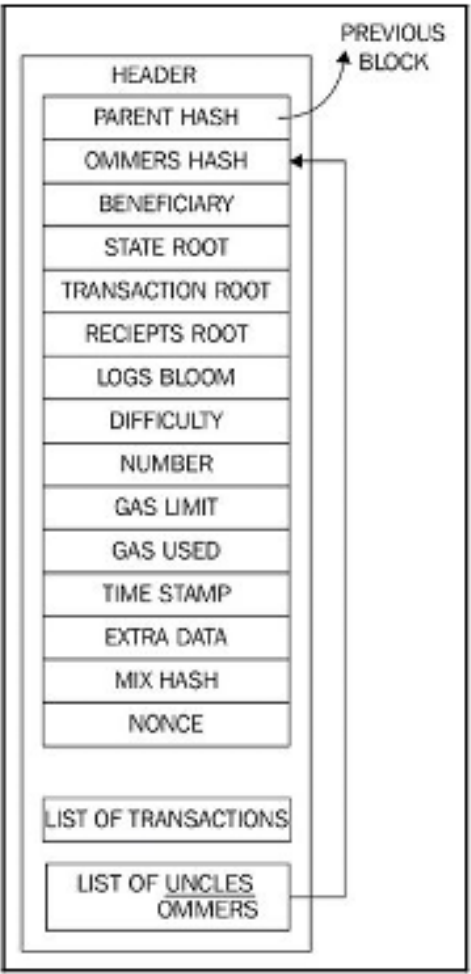 PREVIOUS
BLOCK
HEADER
PARENT HASH
OMMERS HASH
BENEFICIARY
STATE ROOT
TRANSACTION ROOT
RECIEPTS ROOT
LOGS BLOOM
DIFFICULTY
NUMBER
GAS LIMIT
GAS USED
TIME STAMP
EXTRA DATA
MIX HASH
NONCE
LIST OF TRANSACTIONS
LIST OF UNCLES
OMMERS